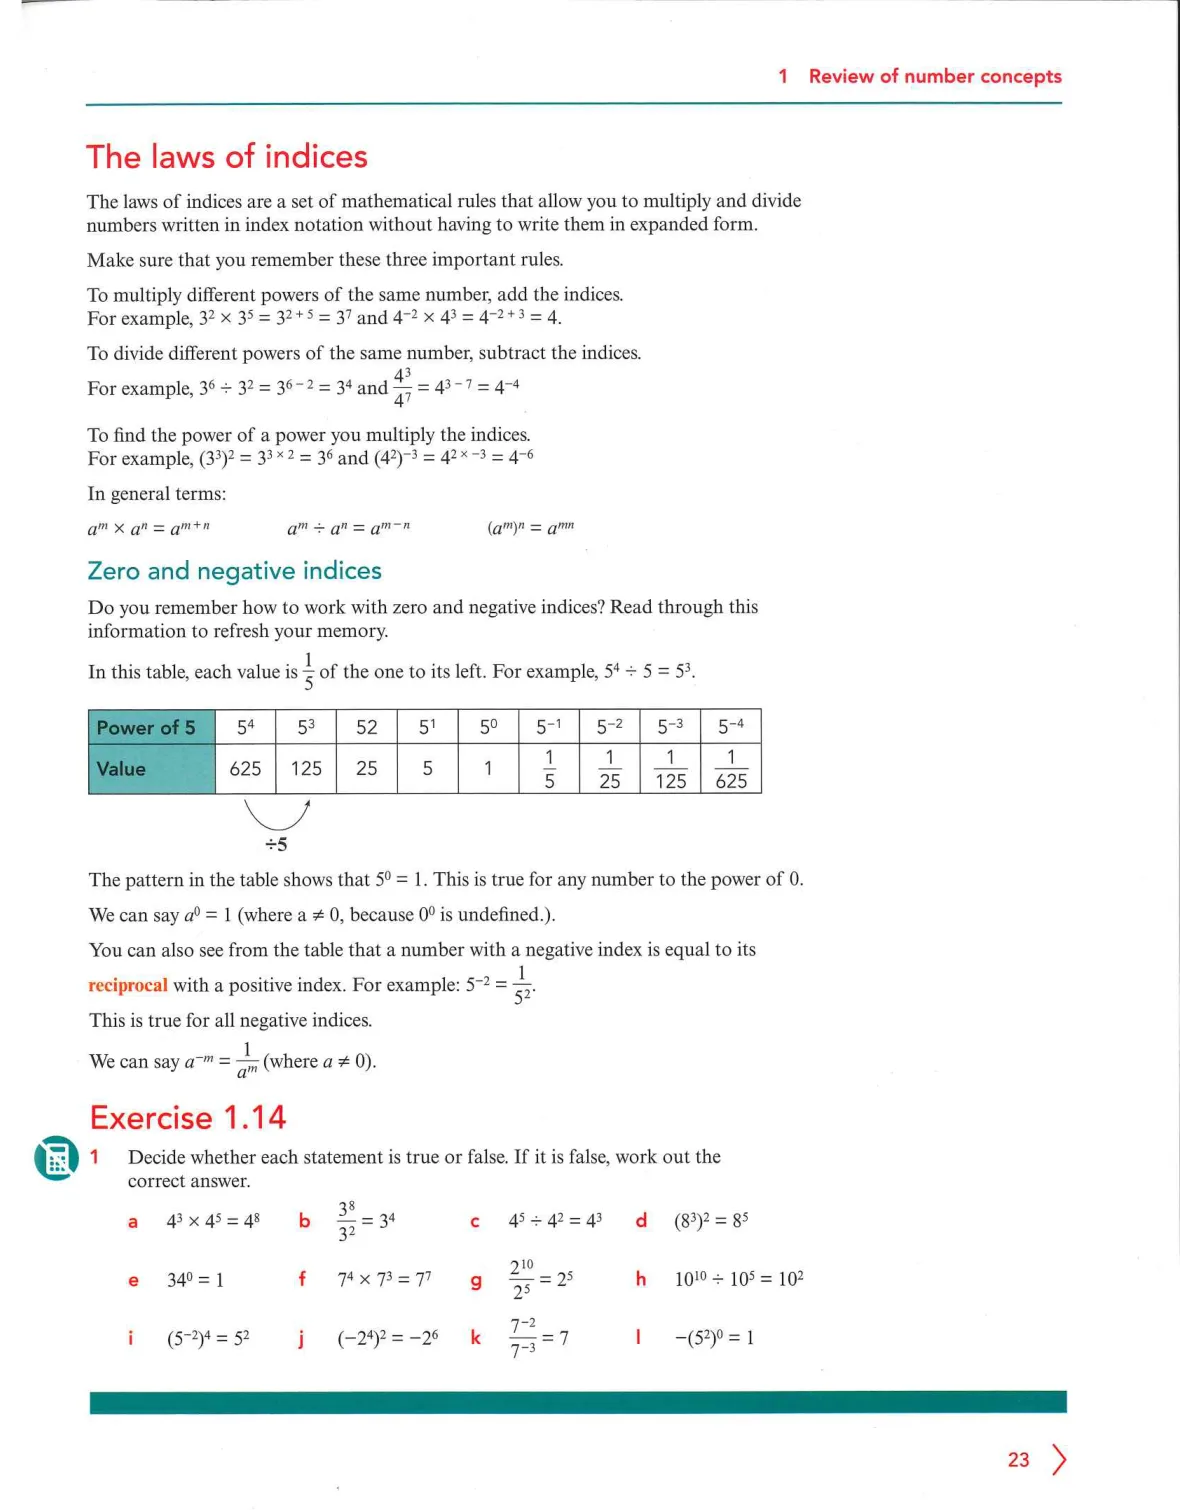 1 Review of number concepts
The laws of indices
The laws of indices are a set of mathematical rules that allow you to multiply and divide
numbers written in index notation without having to write them in expanded form.
Make sure that you remember these three important rules.
To multiply different powers of the same number, add the indices.
For example, 3² × 3⁵ = 3²⁺⁵ = 3⁷ and 4⁻² × 4³ = 4⁻²⁺³ = 4.
To divide different powers of the same number, subtract the indices.
For example, 3⁶ ÷ 3² = 3⁶⁻² = 3⁴ and 4³/4⁷ = 4³⁻⁷ = 4⁻⁴
To find the power of a power you multiply the indices.
For example, (3³)² = 3^(3 × 2) = 3⁶ and (4²)⁻³ = 4^(2 × −3) = 4⁻⁶
In general terms:
aᵐ × aⁿ = aᵐ⁺ⁿ aᵐ ÷ aⁿ = aᵐ⁻ⁿ (aᵐ)ⁿ = aᵐⁿ
Zero and negative indices
Do you remember how to work with zero and negative indices? Read through this
information to refresh your memory.
In this table, each value is 1/5 of the one to its left. For example, 5⁴ ÷ 5 = 5³.
Power of 5 5⁴ 5³ 52 5¹ 5⁰ 5⁻¹ 5⁻² 5⁻³ 5⁻⁴
Value 625 125 25 5 1 1/5 1/25 1/125 1/625
÷5
The pattern in the table shows that 5⁰ = 1. This is true for any number to the power of 0.
We can say a⁰ = 1 (where a ≠ 0, because 0⁰ is undefined.).
You can also see from the table that a number with a negative index is equal to its
reciprocal with a positive index. For example: 5⁻² = 1/5².
This is true for all negative indices.
We can say a⁻ᵐ = 1/aᵐ (where a ≠ 0).
Exercise 1.14
1 Decide whether each statement is true or false. If it is false, work out the
correct answer.
a 4³ × 4⁵ = 4⁸ b 3⁸/3² = 3⁴ c 4⁵ ÷ 4² = 4³ d (8³)² = 8⁵
e 34⁰ = 1 f 7⁴ × 7³ = 7⁷ g 2¹⁰/2⁵ = 2⁵ h 10¹⁰ ÷ 10⁵ = 10²
i (5⁻²)⁴ = 5² j (−2⁴)² = −2⁶ k 7⁻²/7⁻³ = 7 l −(5²)⁰ = 1
23